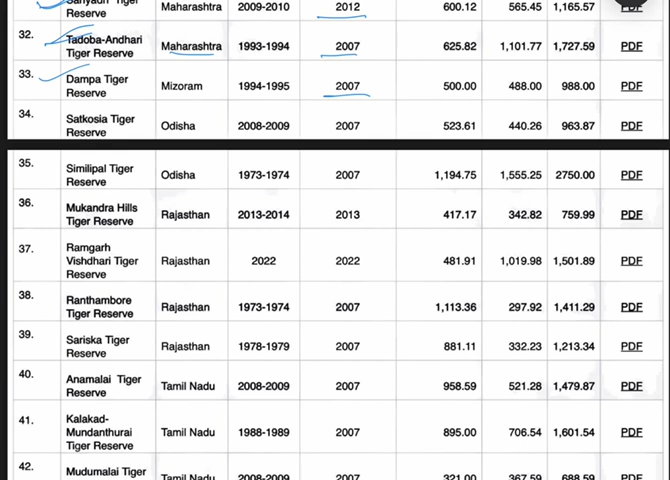 Sahyadri Tiger Reserve Maharashtra 2009-2010 2012 600.12 565.45 1,165.57 PDF
32. Tadoba-Andhari Tiger Reserve Maharashtra 1993-1994 2007 625.82 1,101.77 1,727.59 PDF
33. Dampa Tiger Reserve Mizoram 1994-1995 2007 500.00 488.00 988.00 PDF
34. Satkosia Tiger Reserve Odisha 2008-2009 2007 523.61 440.26 963.87 PDF
35. Similipal Tiger Reserve Odisha 1973-1974 2007 1,194.75 1,555.25 2750.00 PDF
36. Mukandra Hills Tiger Reserve Rajasthan 2013-2014 2013 417.17 342.82 759.99 PDF
37. Ramgarh Vishdhari Tiger Reserve Rajasthan 2022 2022 481.91 1,019.98 1,501.89 PDF
38. Ranthambore Tiger Reserve Rajasthan 1973-1974 2007 1,113.36 297.92 1,411.29 PDF
39. Sariska Tiger Reserve Rajasthan 1978-1979 2007 881.11 332.23 1,213.34 PDF
40. Anamalai Tiger Reserve Tamil Nadu 2008-2009 2007 958.59 521.28 1,479.87 PDF
41. Kalakad-Mundanthurai Tiger Reserve Tamil Nadu 1988-1989 2007 895.00 706.54 1,601.54 PDF
42. Mudumalai Tiger Tamil Nadu 2008-2009 2007 321.00 367.59 688.59 PDF